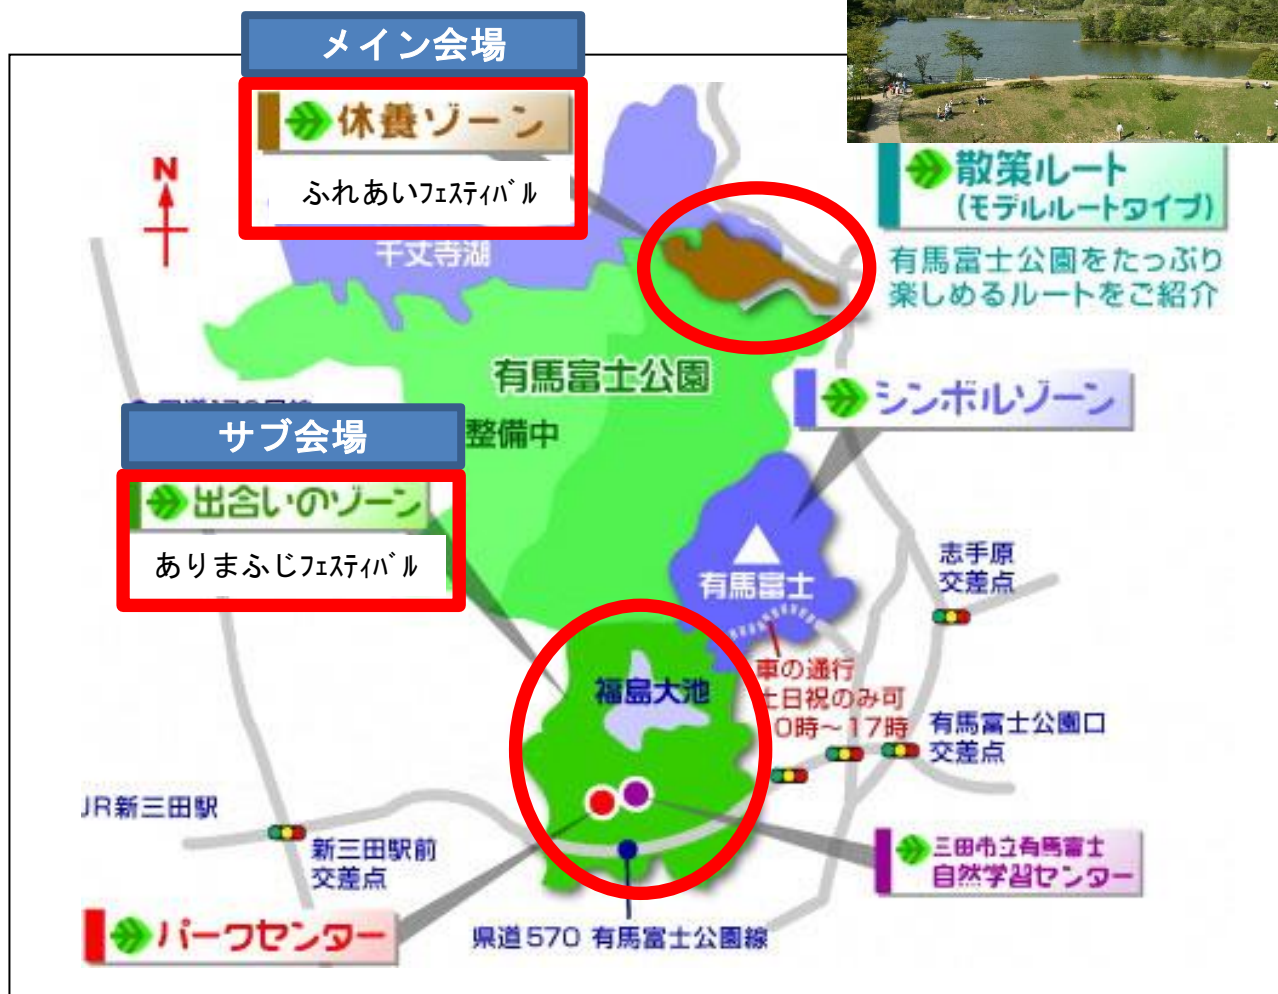 メイン会場
休養ゾーン
ふれあいフェスティバル
N
千丈寺湖
散策ルート
(モデルルートタイプ)
有馬富士公園をたっぷり
楽しめるルートをご紹介
有馬富士公園
シンボルゾーン
サブ会場
整備中
出合いのゾーン
ありまふじフェスティバル
有馬富士
志手原
交差点
車の通行
土日祝のみ可
0時〜17時
福島大池
有馬富士公園口
交差点
JR新三田駅
新三田駅前
交差点
三田市立有馬富士
自然学習センター
パークセンター
県道570 有馬富士公園線